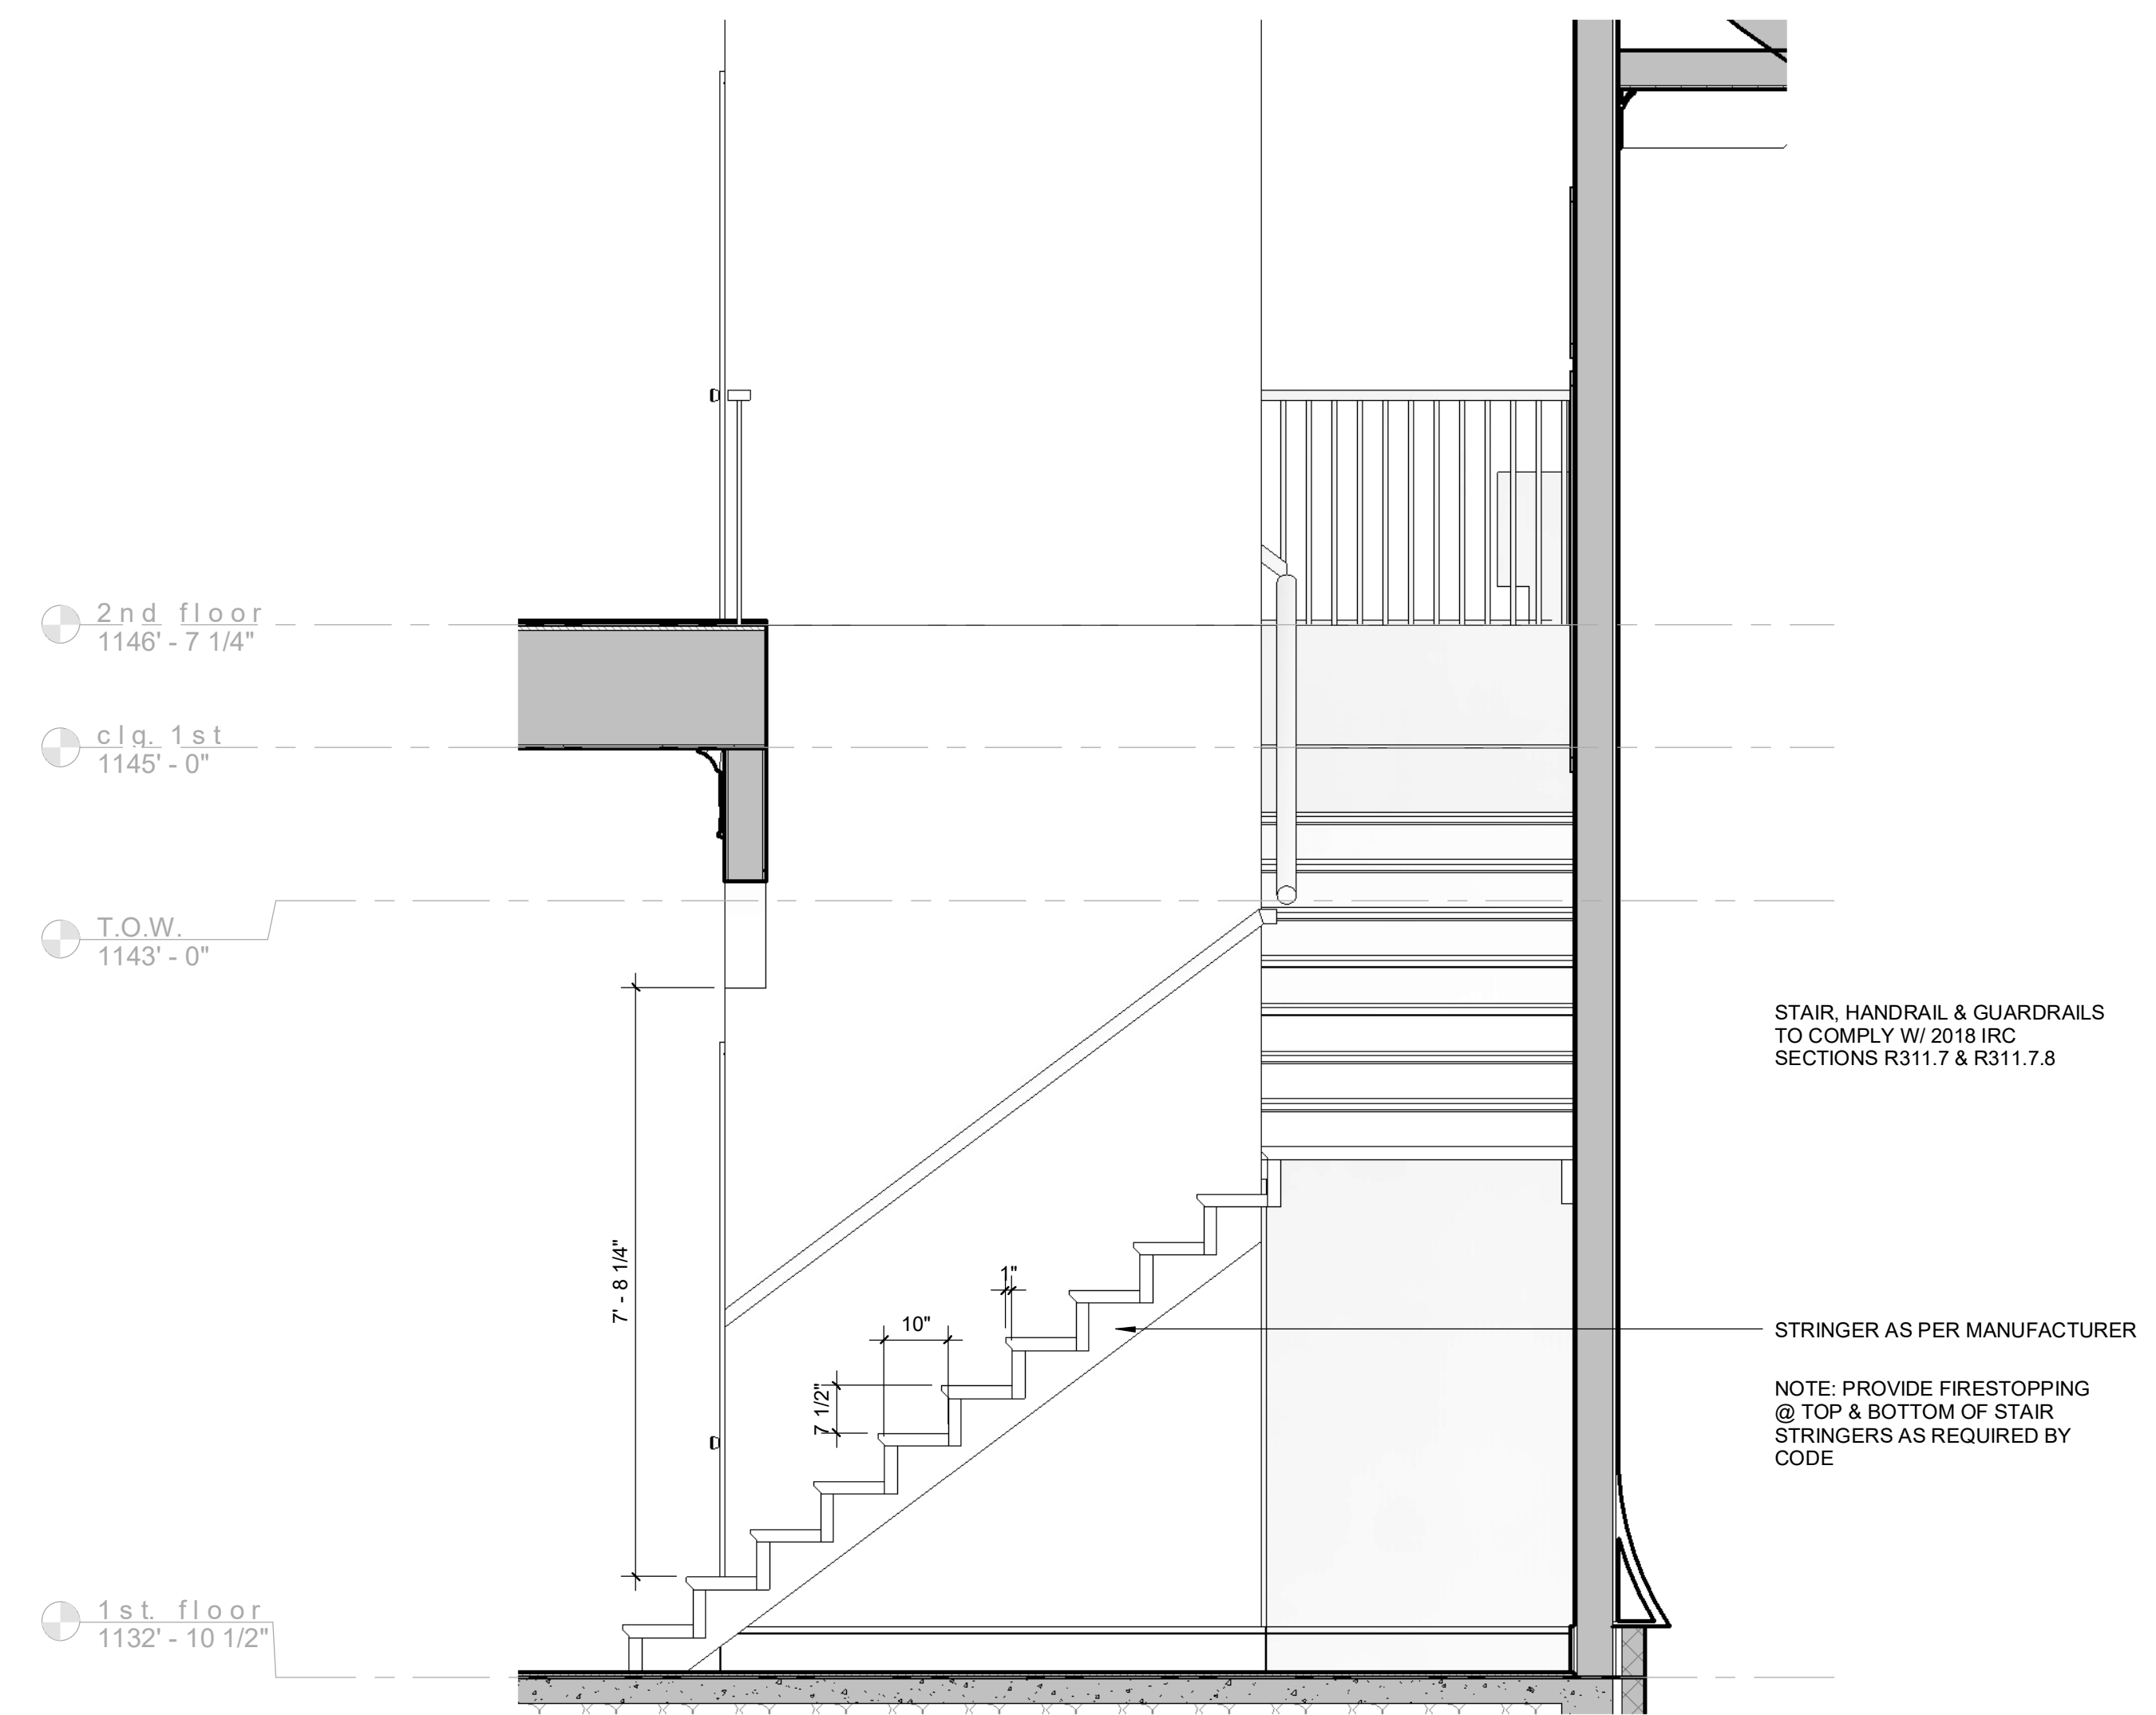 2nd floor
1146' - 7 1/4"
clg. 1st
1145' - 0"
T.O.W.
1143' - 0"
STAIR, HANDRAIL & GUARDRAILS
TO COMPLY W/ 2018 IRC
SECTIONS R311.7 & R311.7.8
7' - 8 1/4"
1"
10"
7 1/2"
STRINGER AS PER MANUFACTURER
NOTE: PROVIDE FIRESTOPPING
@ TOP & BOTTOM OF STAIR
STRINGERS AS REQUIRED BY
CODE
1st. floor
1132' - 10 1/2"